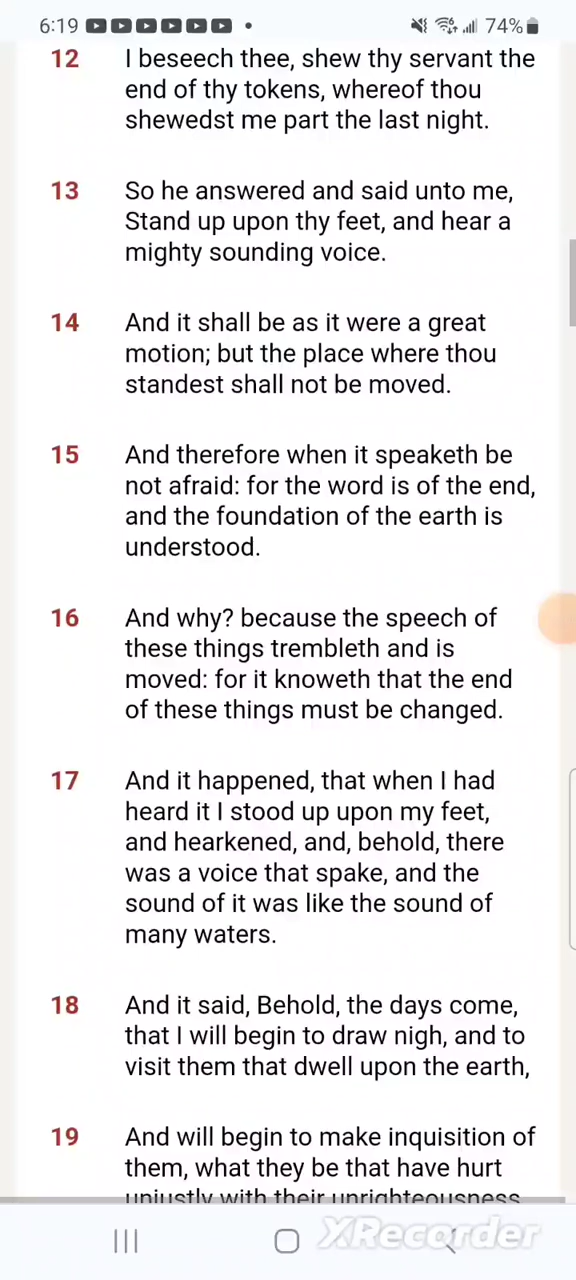 6:19 74%
12 I beseech thee, shew thy servant the
end of thy tokens, whereof thou
shewedst me part the last night.
13 So he answered and said unto me,
Stand up upon thy feet, and hear a
mighty sounding voice.
14 And it shall be as it were a great
motion; but the place where thou
standest shall not be moved.
15 And therefore when it speaketh be
not afraid: for the word is of the end,
and the foundation of the earth is
understood.
16 And why? because the speech of
these things trembleth and is
moved: for it knoweth that the end
of these things must be changed.
17 And it happened, that when I had
heard it I stood up upon my feet,
and hearkened, and, behold, there
was a voice that spake, and the
sound of it was like the sound of
many waters.
18 And it said, Behold, the days come,
that I will begin to draw nigh, and to
visit them that dwell upon the earth,
19 And will begin to make inquisition of
them, what they be that have hurt
unjustly with their unrighteousness
XRecorder